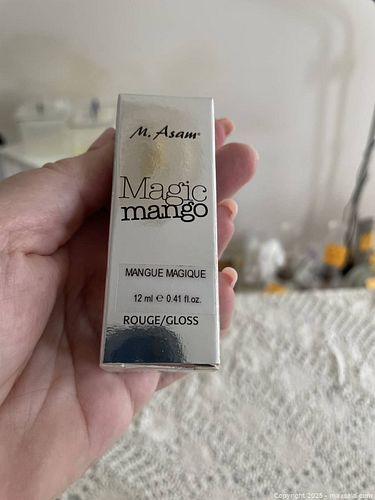 M. Asam®
Magic
mango
MANGUE MAGIQUE
12 ml ℮ 0.41 fl.oz.
ROUGE/GLOSS
Copyright 2025 - maxsold.com